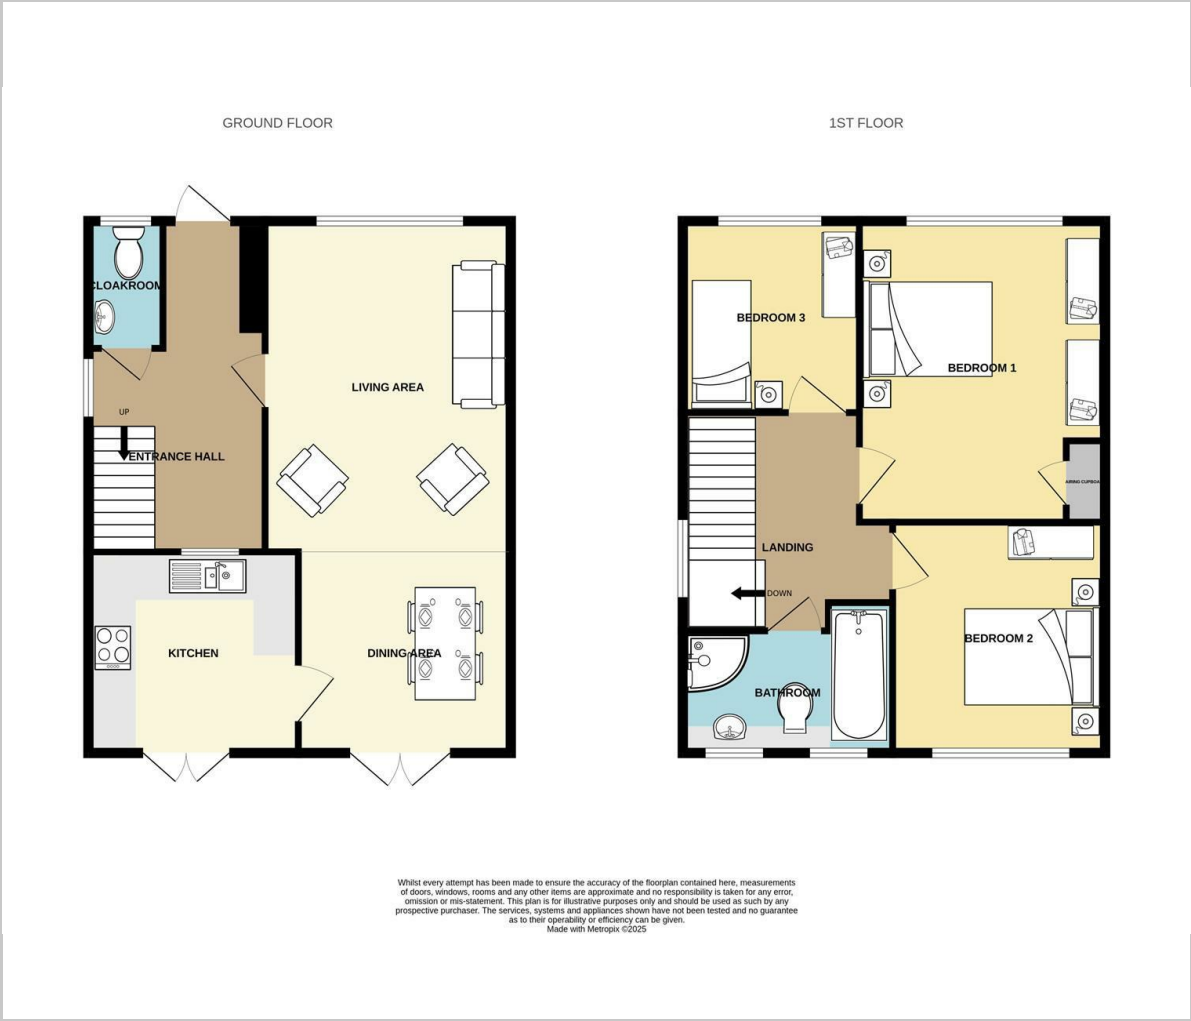 GROUND FLOOR
1ST FLOOR
CLOAKROOM
LIVING AREA
UP
ENTRANCE HALL
KITCHEN
DINING AREA
BEDROOM 3
BEDROOM 1
AIRING CUPBOARD
LANDING
DOWN
BEDROOM 2
BATHROOM
Whilst every attempt has been made to ensure the accuracy of the floorplan contained here, measurements
of doors, windows, rooms and any other items are approximate and no responsibility is taken for any error,
omission or mis-statement. This plan is for illustrative purposes only and should be used as such by any
prospective purchaser. The services, systems and appliances shown have not been tested and no guarantee
as to their operability or efficiency can be given.
Made with Metropix ©2025